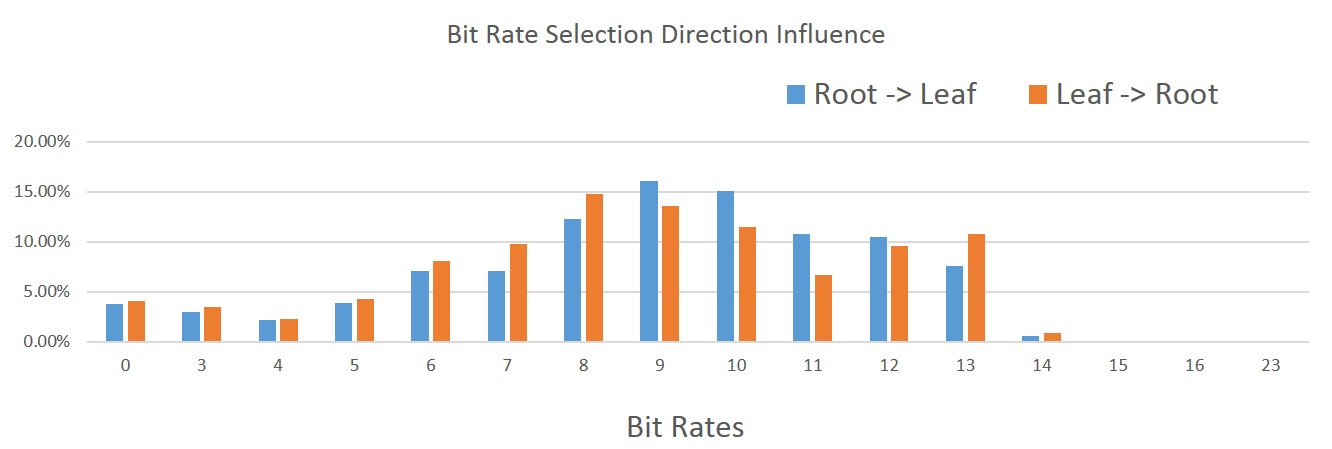 Bit Rate Selection Direction Influence
Root -> Leaf Leaf -> Root
20.00%
15.00%
10.00%
5.00%
0.00%
0 3 4 5 6 7 8 9 10 11 12 13 14 15 16 23
Bit Rates